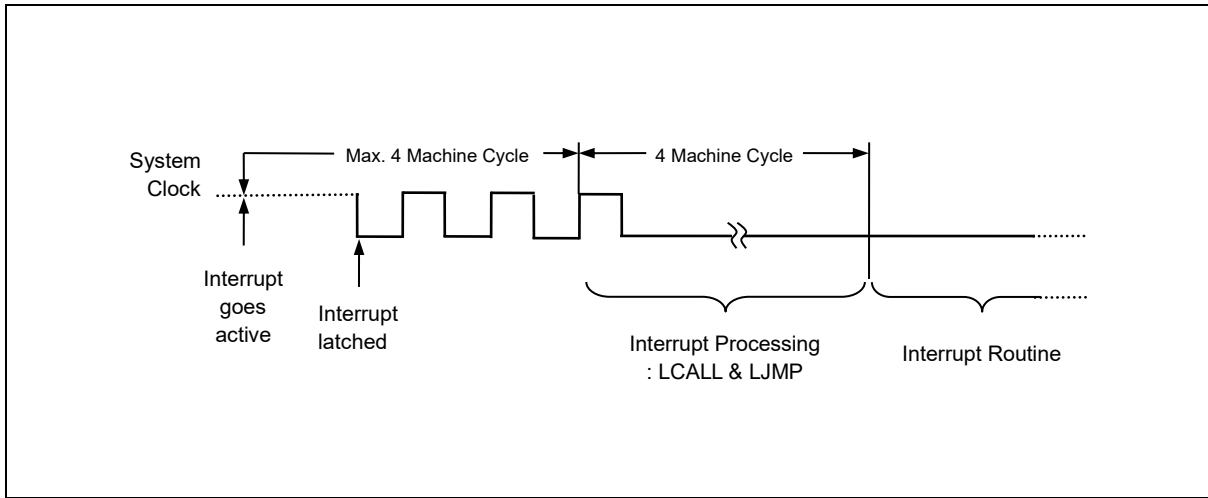 Max. 4 Machine Cycle
4 Machine Cycle
System
Clock
Interrupt
goes
active
Interrupt
latched
Interrupt Processing
: LCALL & LJMP
Interrupt Routine